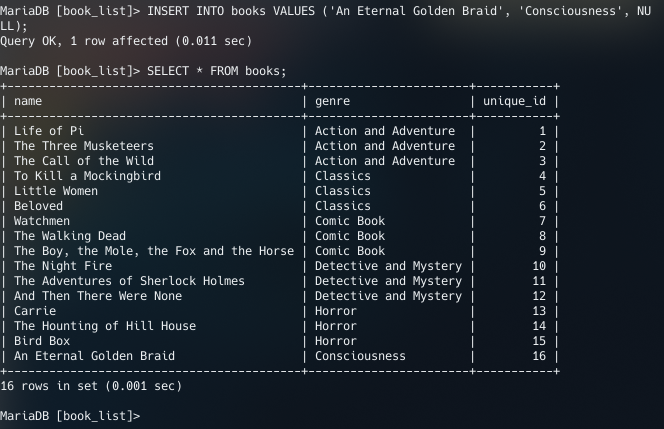 MariaDB [book_list]> INSERT INTO books VALUES ('An Eternal Golden Braid', 'Consciousness', NU
LL);
Query OK, 1 row affected (0.011 sec)
MariaDB [book_list]> SELECT * FROM books;
+-----------------------------------------+-----------------------+-----------+
| name                                    | genre                 | unique_id |
+-----------------------------------------+-----------------------+-----------+
| Life of Pi                              | Action and Adventure  |         1 |
| The Three Musketeers                    | Action and Adventure  |         2 |
| The Call of the Wild                    | Action and Adventure  |         3 |
| To Kill a Mockingbird                   | Classics              |         4 |
| Little Women                            | Classics              |         5 |
| Beloved                                 | Classics              |         6 |
| Watchmen                                | Comic Book            |         7 |
| The Walking Dead                        | Comic Book            |         8 |
| The Boy, the Mole, the Fox and the Horse | Comic Book            |         9 |
| The Night Fire                          | Detective and Mystery |        10 |
| The Adventures of Sherlock Holmes       | Detective and Mystery |        11 |
| And Then There Were None                | Detective and Mystery |        12 |
| Carrie                                  | Horror                |        13 |
| The Hounting of Hill House              | Horror                |        14 |
| Bird Box                                | Horror                |        15 |
| An Eternal Golden Braid                 | Consciousness         |        16 |
+-----------------------------------------+-----------------------+-----------+
16 rows in set (0.001 sec)
MariaDB [book_list]>